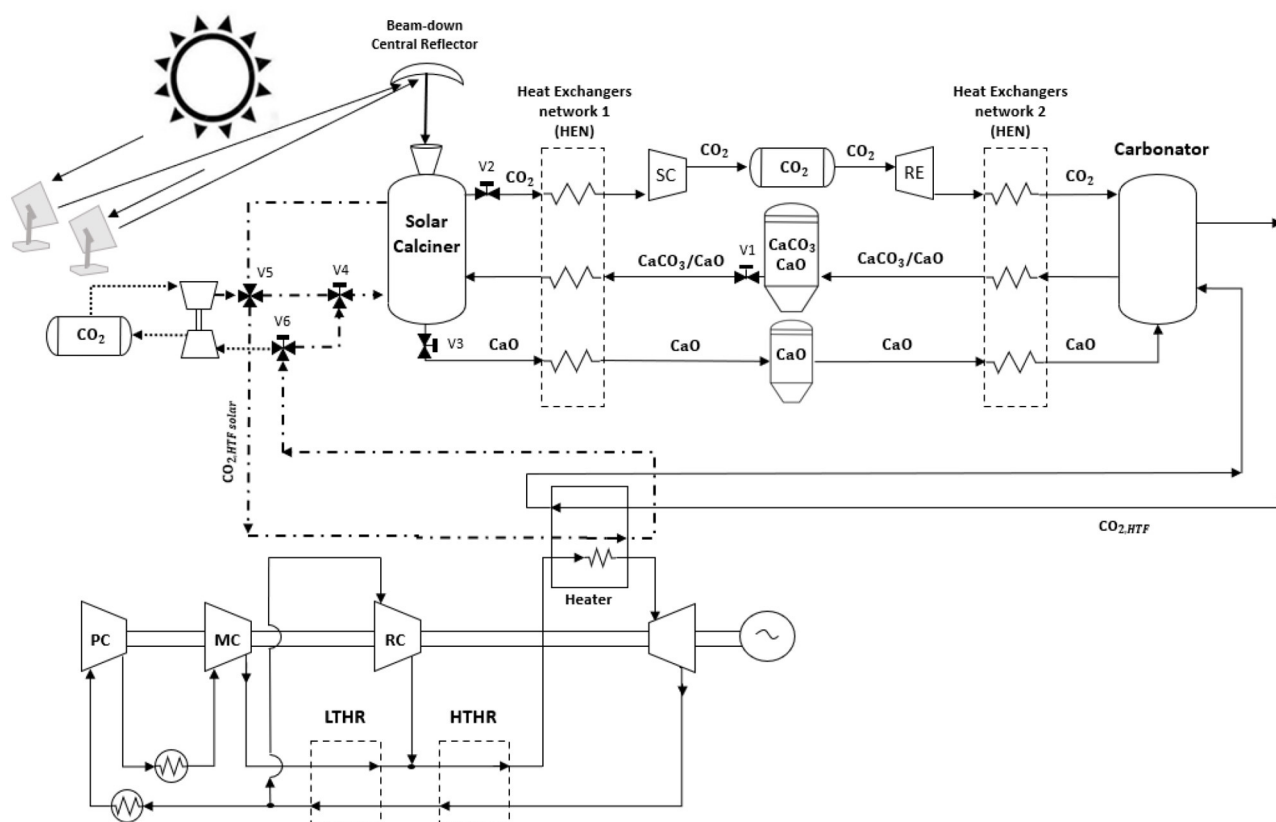 Beam-down
Central Reflector
Heat Exchangers
network 1
(HEN)
Heat Exchangers
network 2
(HEN)
Carbonator
V2
CO₂
SC
CO₂
CO₂
CO₂
RE
CO₂
Solar
Calciner
CaCO₃/CaO
V1
CaCO₃
CaO
CaCO₃/CaO
V5
V4
CO₂
V6
V3
CaO
CaO
CaO
CaO
CaO
CO₂,HTF solar
CO₂,HTF
Heater
PC
MC
RC
LTHR
HTHR